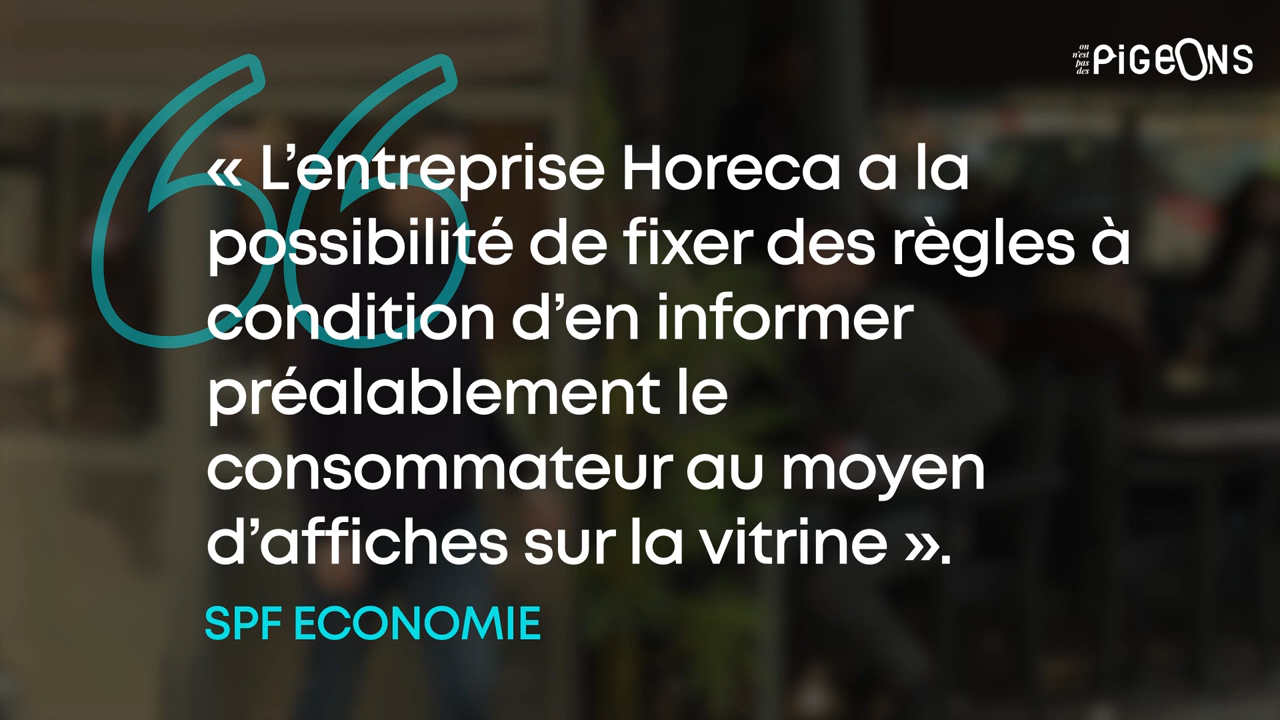 on
n'est
pas
des
PiGeONS
« L'entreprise Horeca a la
possibilité de fixer des règles à
condition d'en informer
préalablement le
consommateur au moyen
d'affiches sur la vitrine ».
SPF ECONOMIE